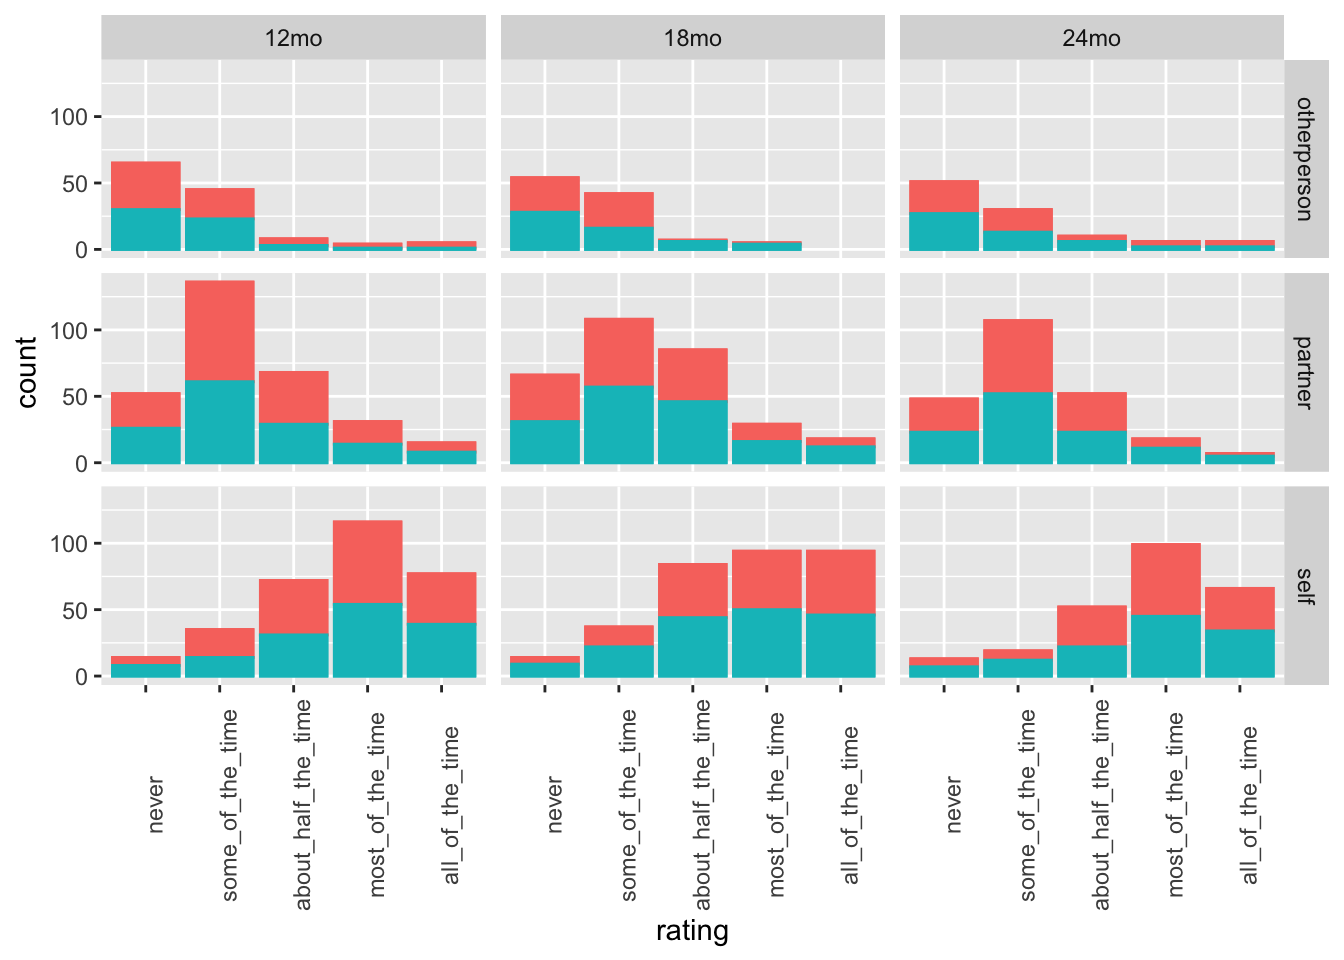 12mo
18mo
24mo
100
50
0
otherperson
100
50
0
partner
100
50
0
self
count
never
some_of_the_time
about_half_the_time
most_of_the_time
all_of_the_time
never
some_of_the_time
about_half_the_time
most_of_the_time
all_of_the_time
never
some_of_the_time
about_half_the_time
most_of_the_time
all_of_the_time
rating